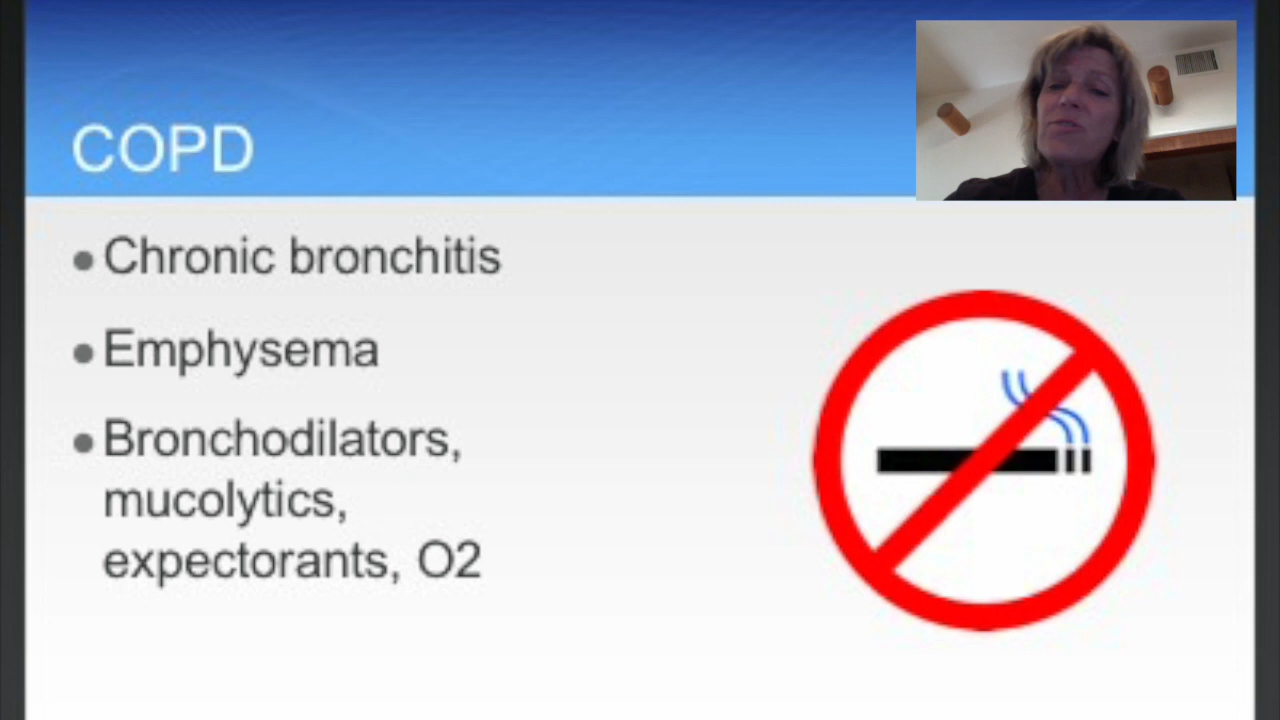 COPD
Chronic bronchitis
Emphysema
Bronchodilators,
mucolytics,
expectorants, O2